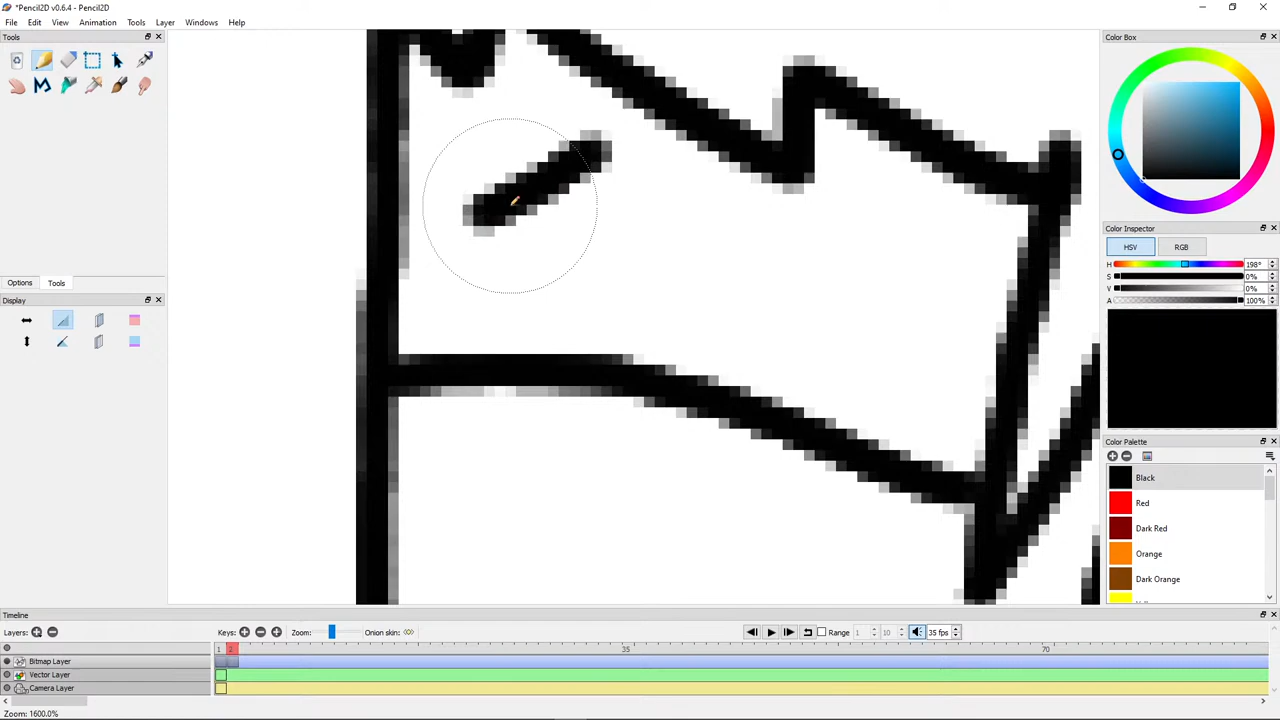 *Pencil2D v0.6.4 - Pencil2D
File Edit View Animation Tools Layer Windows Help
Tools
Options Tools
Display
Color Box
Color Inspector
HSV RGB
H 198°
S 0%
V 0%
A 100%
Color Palette
Black
Red
Dark Red
Orange
Dark Orange
Timeline
Layers: Keys: Zoom: Onion skin: Range 1 10 35 fps
1 2 35 70
Bitmap Layer
Vector Layer
Camera Layer
Zoom: 1600.0%